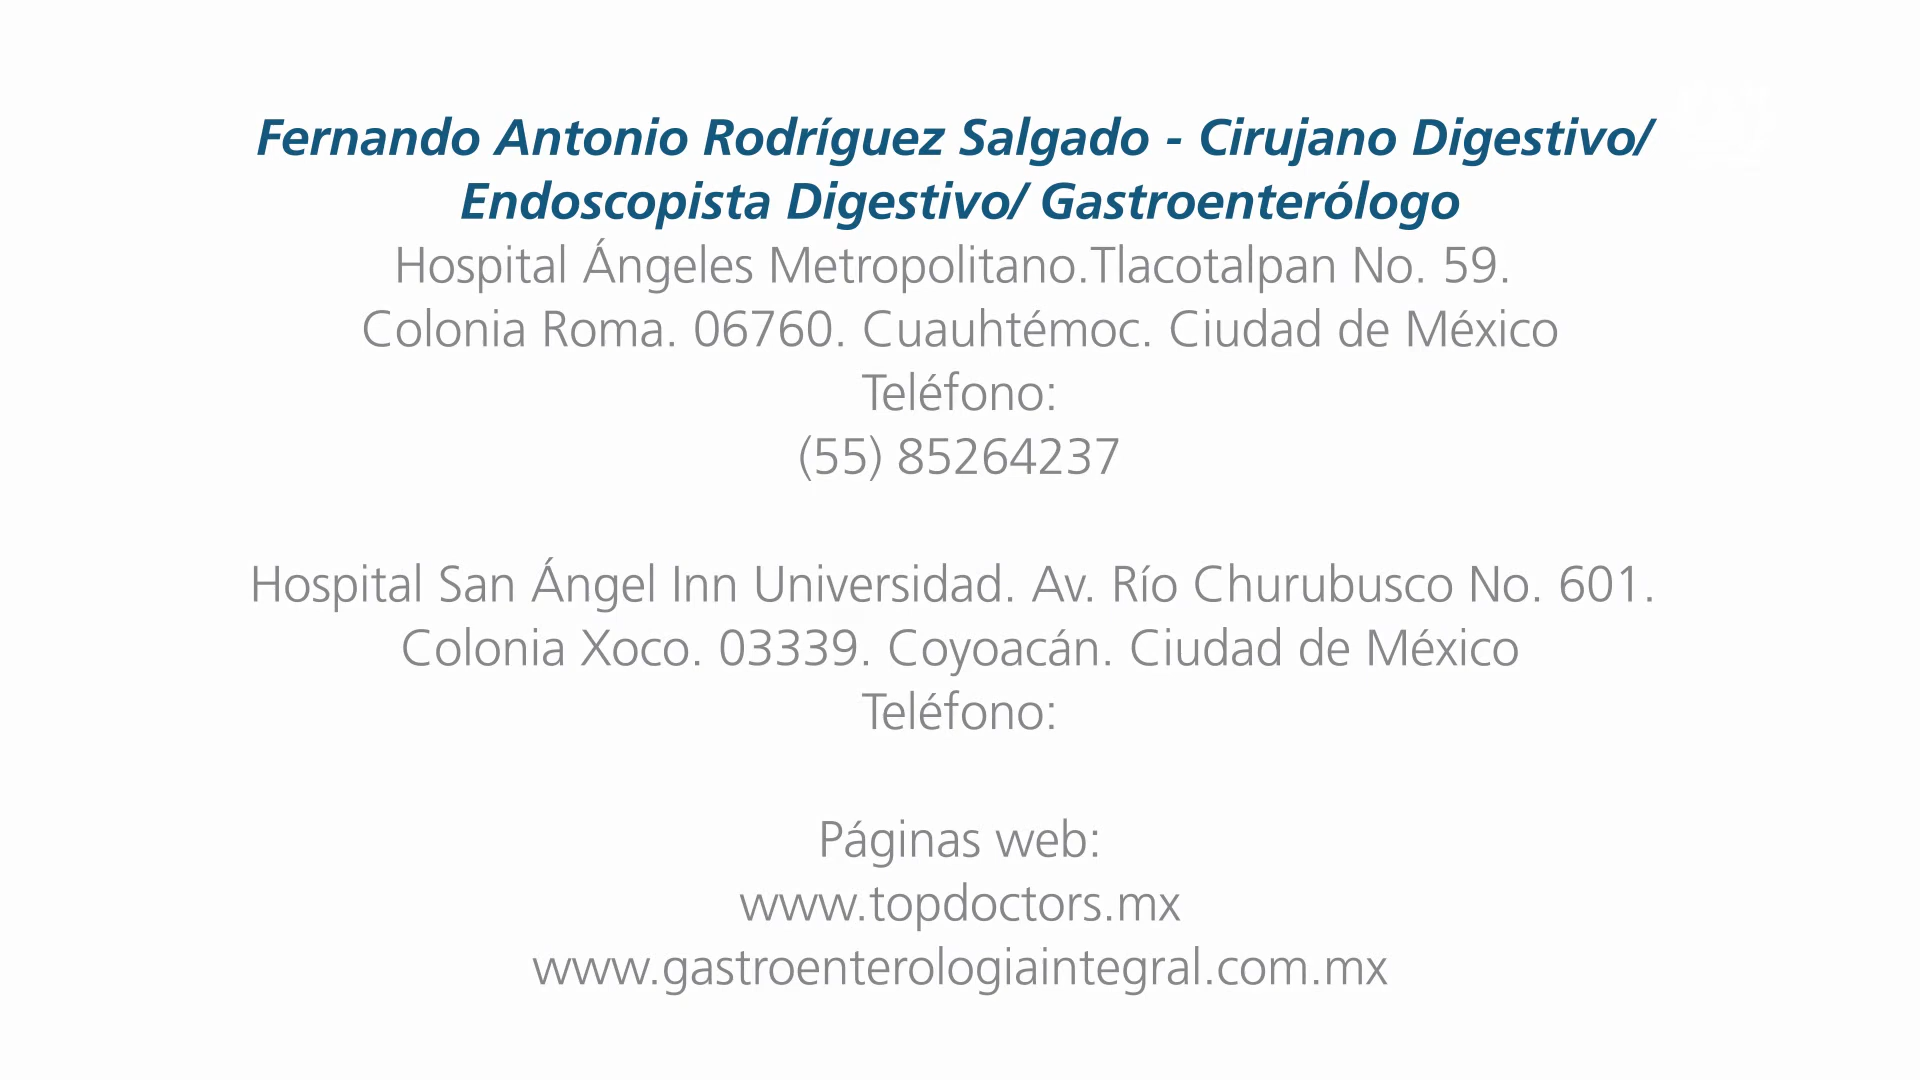 Fernando Antonio Rodríguez Salgado - Cirujano Digestivo/
Endoscopista Digestivo/ Gastroenterólogo
Hospital Ángeles Metropolitano.Tlacotalpan No. 59.
Colonia Roma. 06760. Cuauhtémoc. Ciudad de México
Teléfono:
(55) 85264237
Hospital San Ángel Inn Universidad. Av. Río Churubusco No. 601.
Colonia Xoco. 03339. Coyoacán. Ciudad de México
Teléfono:
Páginas web:
www.topdoctors.mx
www.gastroenterologiaintegral.com.mx